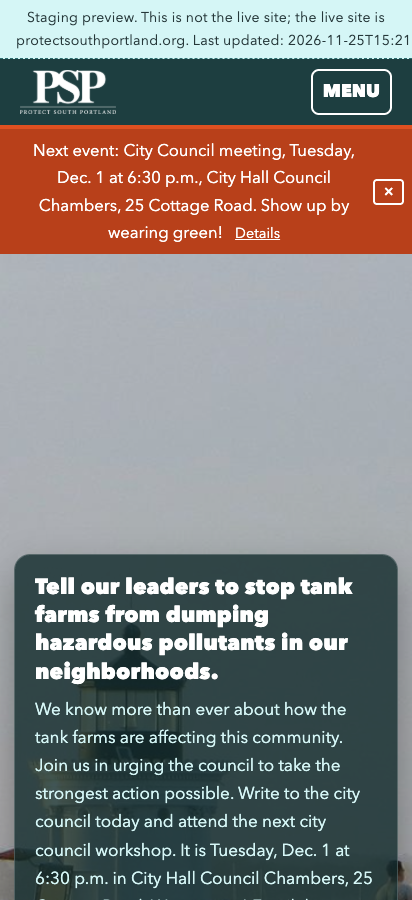 Staging preview. This is not the live site; the live site is
protectsouthportland.org. Last updated: 2026-11-25T15:21
PSP
PROTECT SOUTH PORTLAND
MENU
Next event: City Council meeting, Tuesday,
Dec. 1 at 6:30 p.m., City Hall Council
Chambers, 25 Cottage Road. Show up by
wearing green! Details
×
Tell our leaders to stop tank
farms from dumping
hazardous pollutants in our
neighborhoods.
We know more than ever about how the
tank farms are affecting this community.
Join us in urging the council to take the
strongest action possible. Write to the city
council today and attend the next city
council workshop. It is Tuesday, Dec. 1 at
6:30 p.m. in City Hall Council Chambers, 25